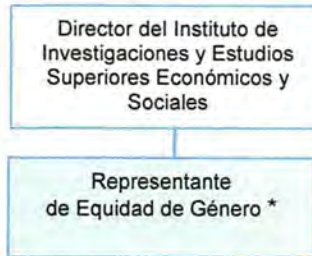 Director del Instituto de
Investigaciones y Estudios
Superiores Económicos y
Sociales
Representante
de Equidad de Género *